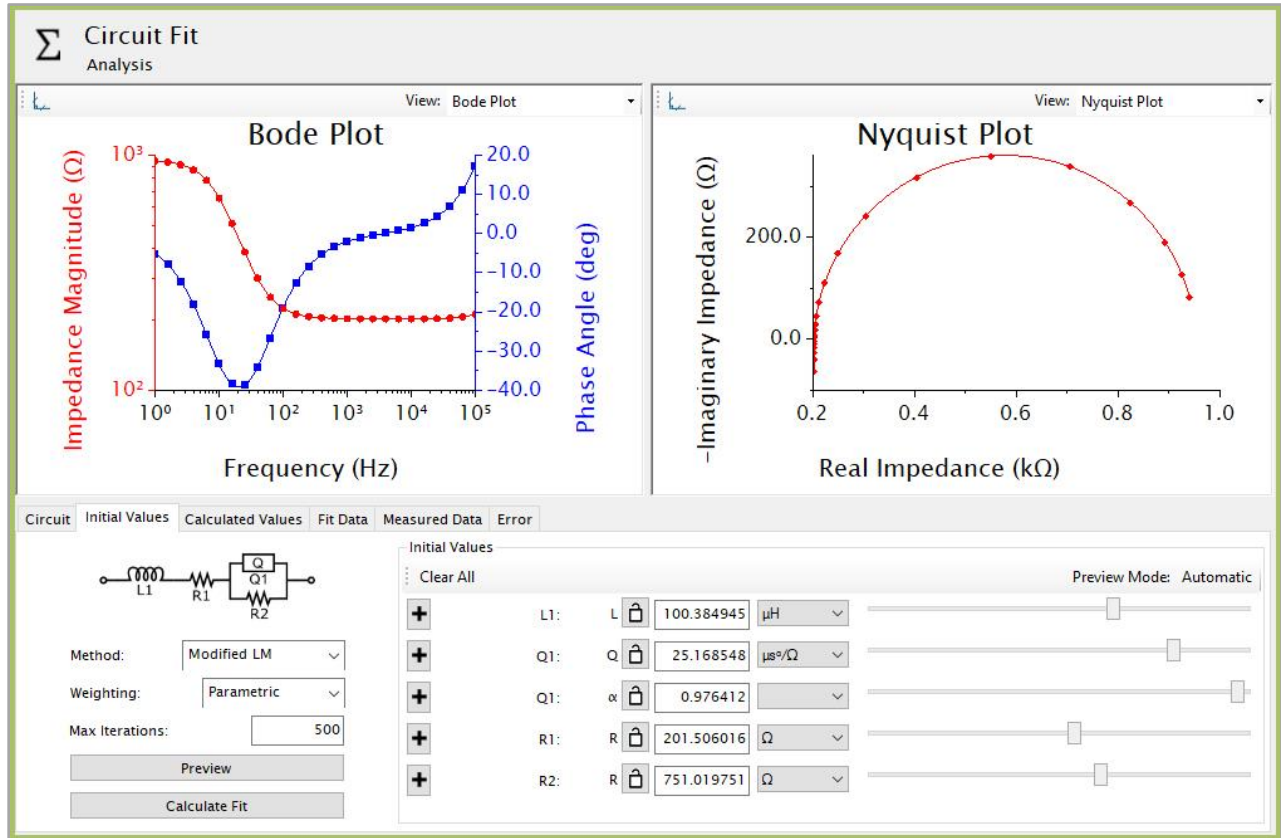 Σ Circuit Fit
Analysis
View: Bode Plot
Bode Plot
Impedance Magnitude (Ω)
10³
10²
20.0
10.0
0.0
−10.0
−20.0
−30.0
−40.0
Phase Angle (deg)
10⁰ 10¹ 10² 10³ 10⁴ 10⁵
Frequency (Hz)
View: Nyquist Plot
Nyquist Plot
−Imaginary Impedance (Ω)
200.0
0.0
0.2 0.4 0.6 0.8 1.0
Real Impedance (kΩ)
Circuit Initial Values Calculated Values Fit Data Measured Data Error
L1 R1 Q Q1 R2
Method: Modified LM
Weighting: Parametric
Max Iterations: 500
Preview
Calculate Fit
Initial Values
Clear All Preview Mode: Automatic
+ L1: L 100.384945 µH
+ Q1: Q 25.168548 µsᵅ/Ω
+ Q1: α 0.976412
+ R1: R 201.506016 Ω
+ R2: R 751.019751 Ω